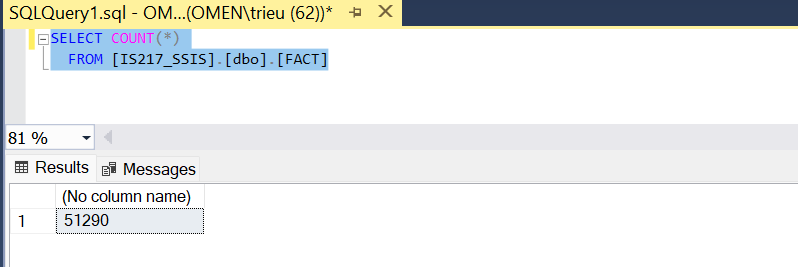 SQLQuery1.sql - OM...(OMEN\trieu (62))*
SELECT COUNT(*)
FROM [IS217_SSIS].[dbo].[FACT]
81 %
Results Messages
(No column name)
1 51290